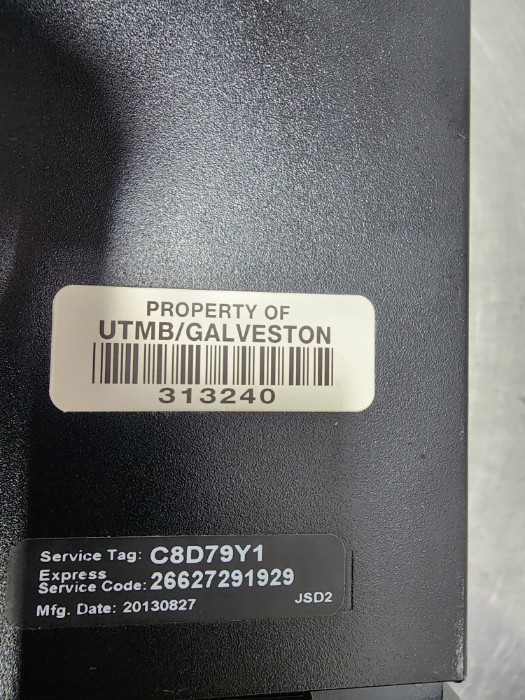 PROPERTY OF
UTMB/GALVESTON
313240
Service Tag: C8D79Y1
Express
Service Code: 26627291929
Mfg. Date: 20130827 JSD2